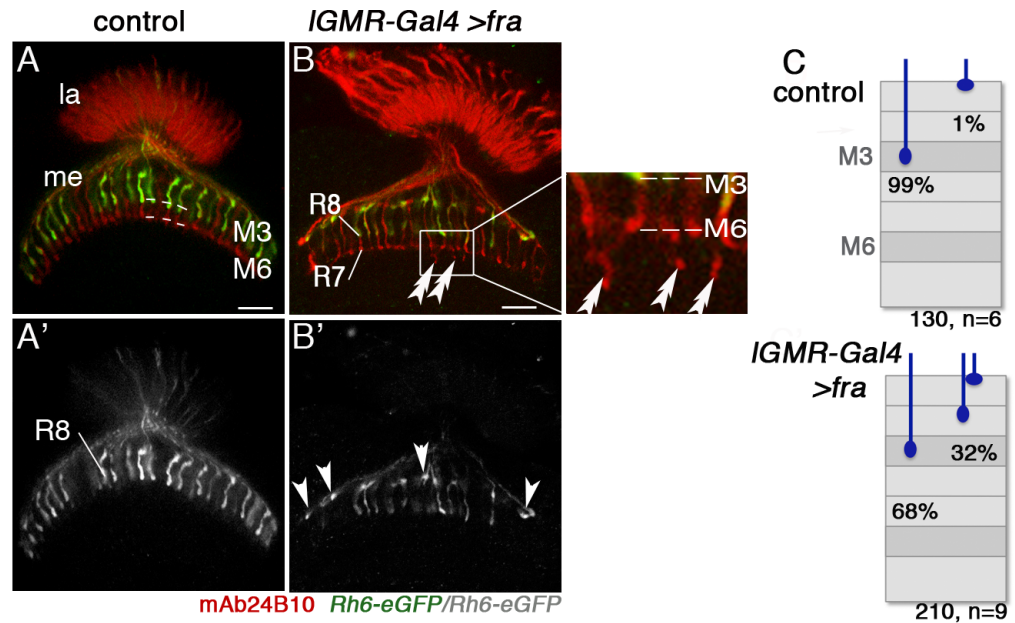 control
lGMR-Gal4 >fra
A
la
me
M3
M6
B
R8
R7
M3
M6
C
control
1%
M3
99%
M6
130, n=6
A'
R8
B'
lGMR-Gal4
>fra
32%
68%
210, n=9
mAb24B10 Rh6-eGFP/Rh6-eGFP